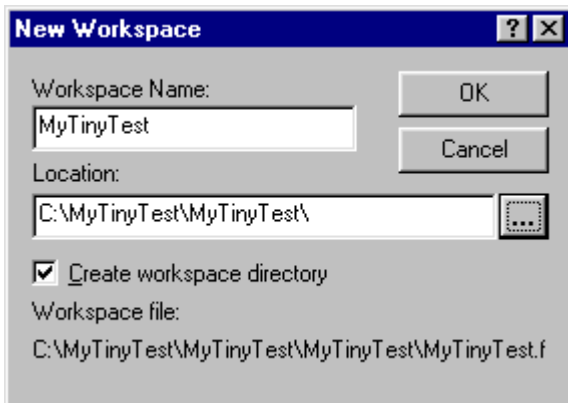 New Workspace
Workspace Name:
OK
MyTinyTest
Cancel
Location:
C:\MyTinyTest\MyTinyTest\
...
Create workspace directory
Workspace file:
C:\MyTinyTest\MyTinyTest\MyTinyTest\MyTinyTest.f